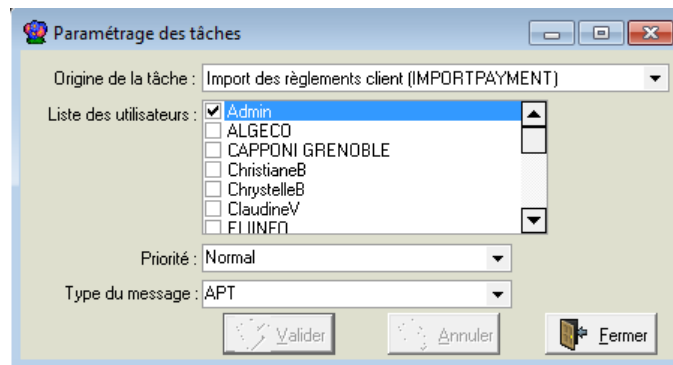 Paramétrage des tâches
Origine de la tâche : Import des règlements client (IMPORTPAYMENT)
Liste des utilisateurs : Admin
ALGECO
CAPPONI GRENOBLE
ChristianeB
ChrystelleB
ClaudineV
Priorité : Normal
Type du message : APT
Valider Annuler Fermer